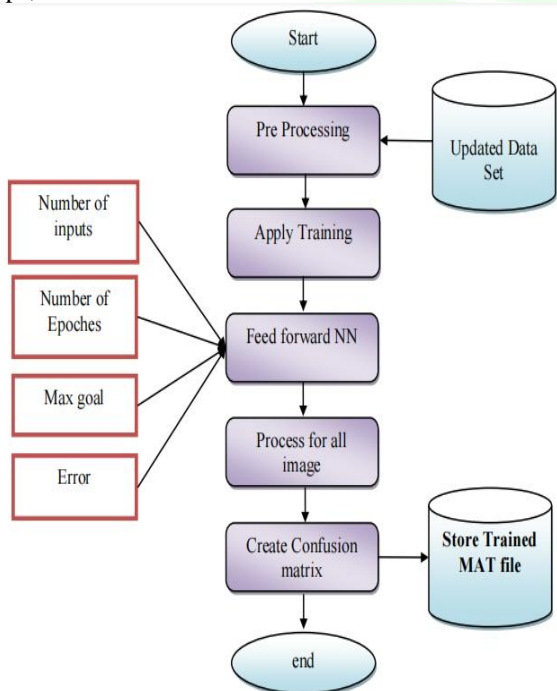 Start
Pre Processing
Updated Data
Set
Number of
inputs
Apply Training
Number of
Epoches
Feed forward NN
Max goal
Process for all
image
Error
Create Confusion
matrix
Store Trained
MAT file
end